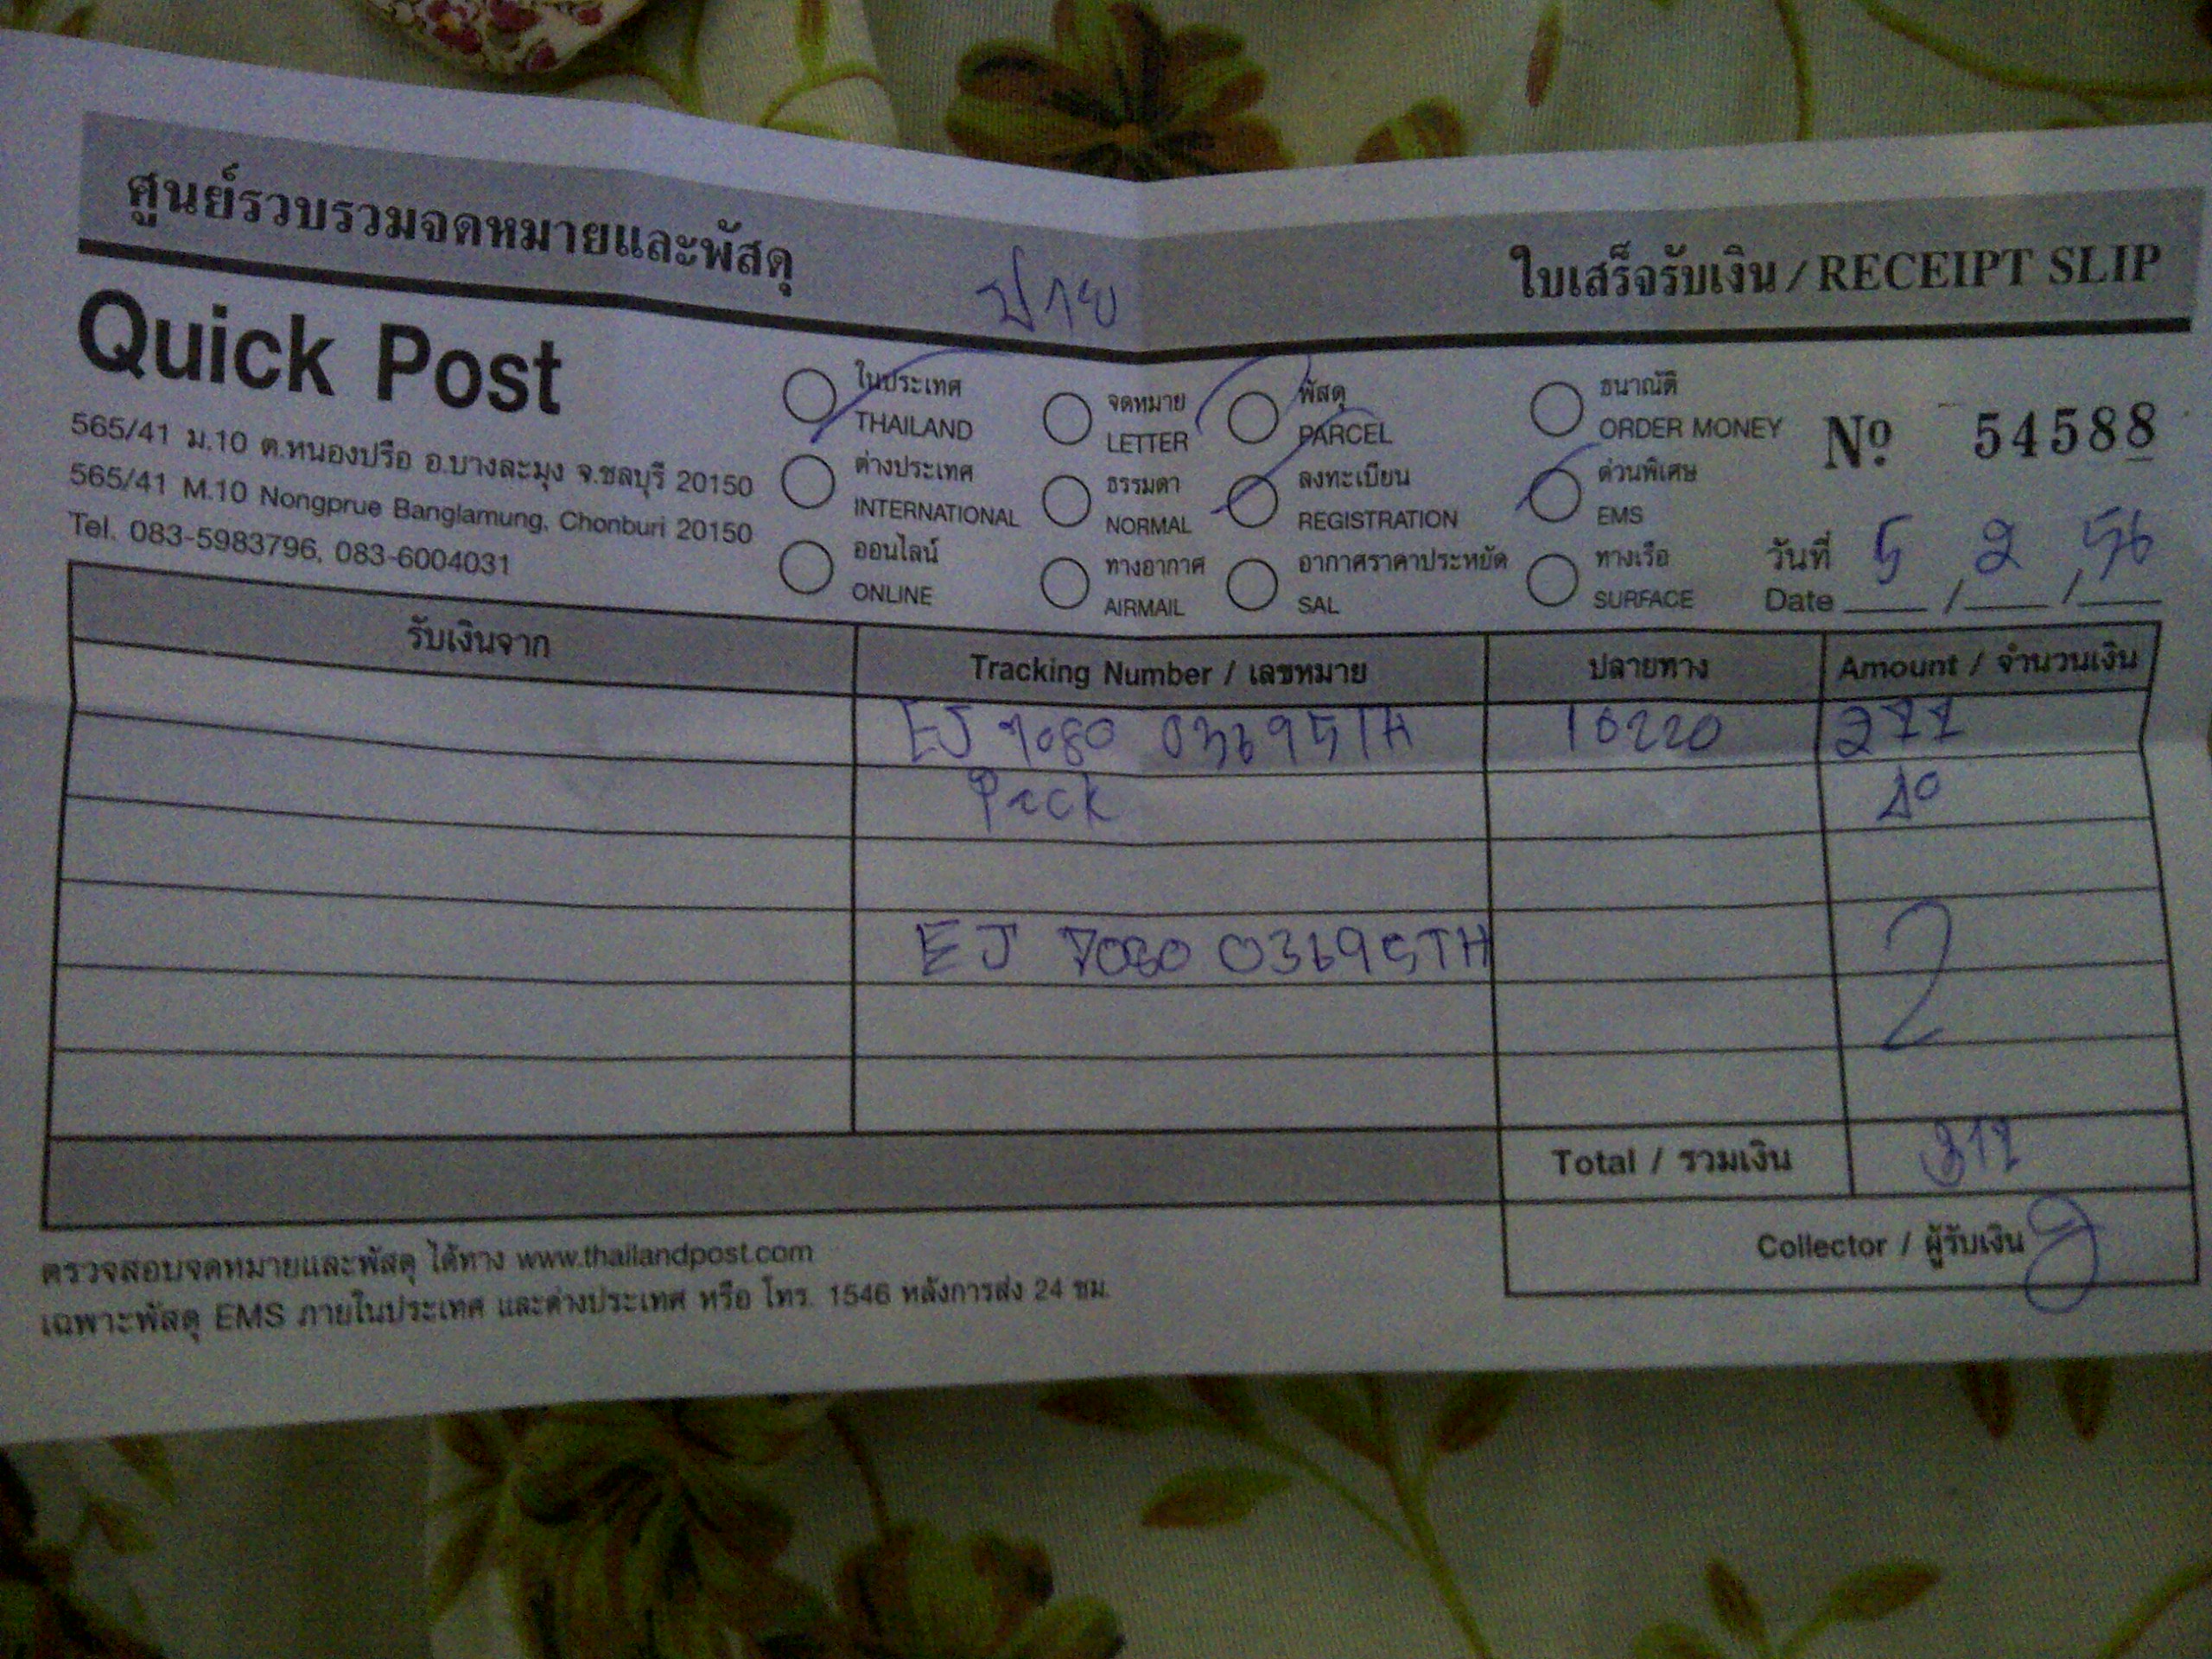 ศูนย์รวบรวมจดหมายและพัสดุ
ใบเสร็จรับเงิน / RECEIPT SLIP
Quick Post
565/41 ม.10 ต.หนองปรือ อ.บางละมุง จ.ชลบุรี 20150
565/41 M.10 Nongprue Banglamung, Chonburi 20150
Tel. 083-5983796, 083-6004031
ในประเทศ จดหมาย พัสดุ ธนาณัติ
THAILAND LETTER PARCEL ORDER MONEY
Nº 54588
ต่างประเทศ ธรรมดา ลงทะเบียน ด่วนพิเศษ
INTERNATIONAL NORMAL REGISTRATION EMS
ออนไลน์ ทางอากาศ อากาศราคาประหยัด ทางเรือ
ONLINE AIRMAIL SAL SURFACE
วันที่ 5 2 56
Date / /
รับเงินจาก Tracking Number / เลขหมาย ปลายทาง Amount / จำนวนเงิน
EJ 7080 03695TH 10220 277
Pack
EJ 7080 03695TH
Total / รวมเงิน 317
Collector / ผู้รับเงิน
ตรวจสอบจดหมายและพัสดุ ได้ทาง www.thailandpost.com
เฉพาะพัสดุ EMS ภายในประเทศ และต่างประเทศ หรือ โทร. 1546 หลังการส่ง 24 ชม.